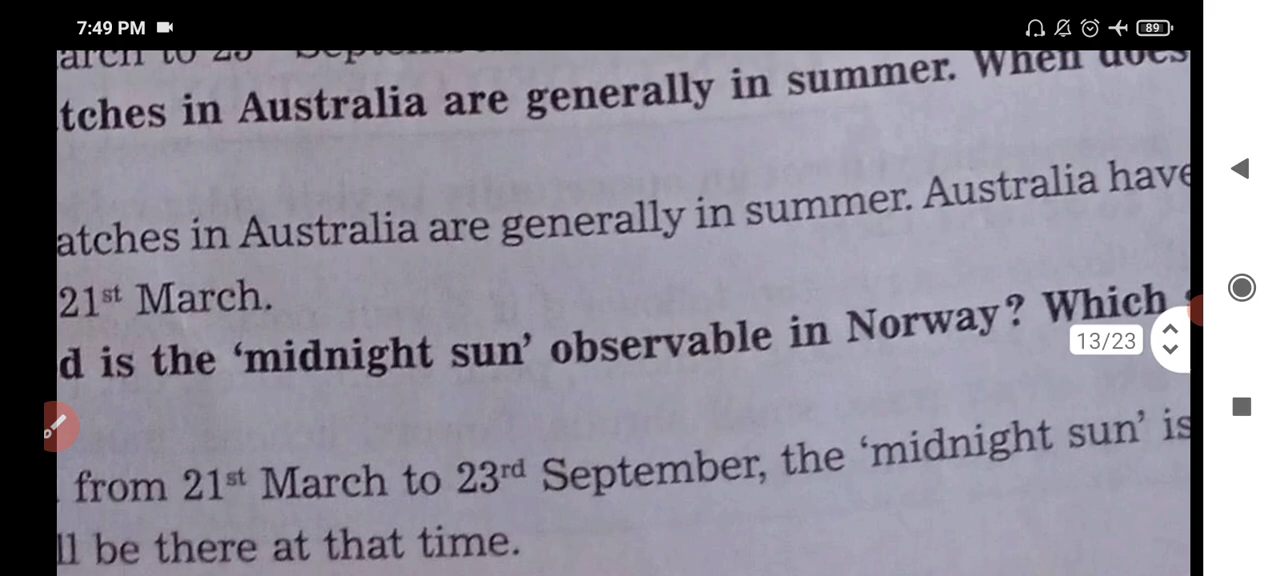 7:49 PM
89
arch to 23 Septem
tches in Australia are generally in summer. When does
atches in Australia are generally in summer. Australia have
21st March.
d is the ‘midnight sun’ observable in Norway? Which
13/23
from 21st March to 23rd September, the ‘midnight sun’ is
ll be there at that time.